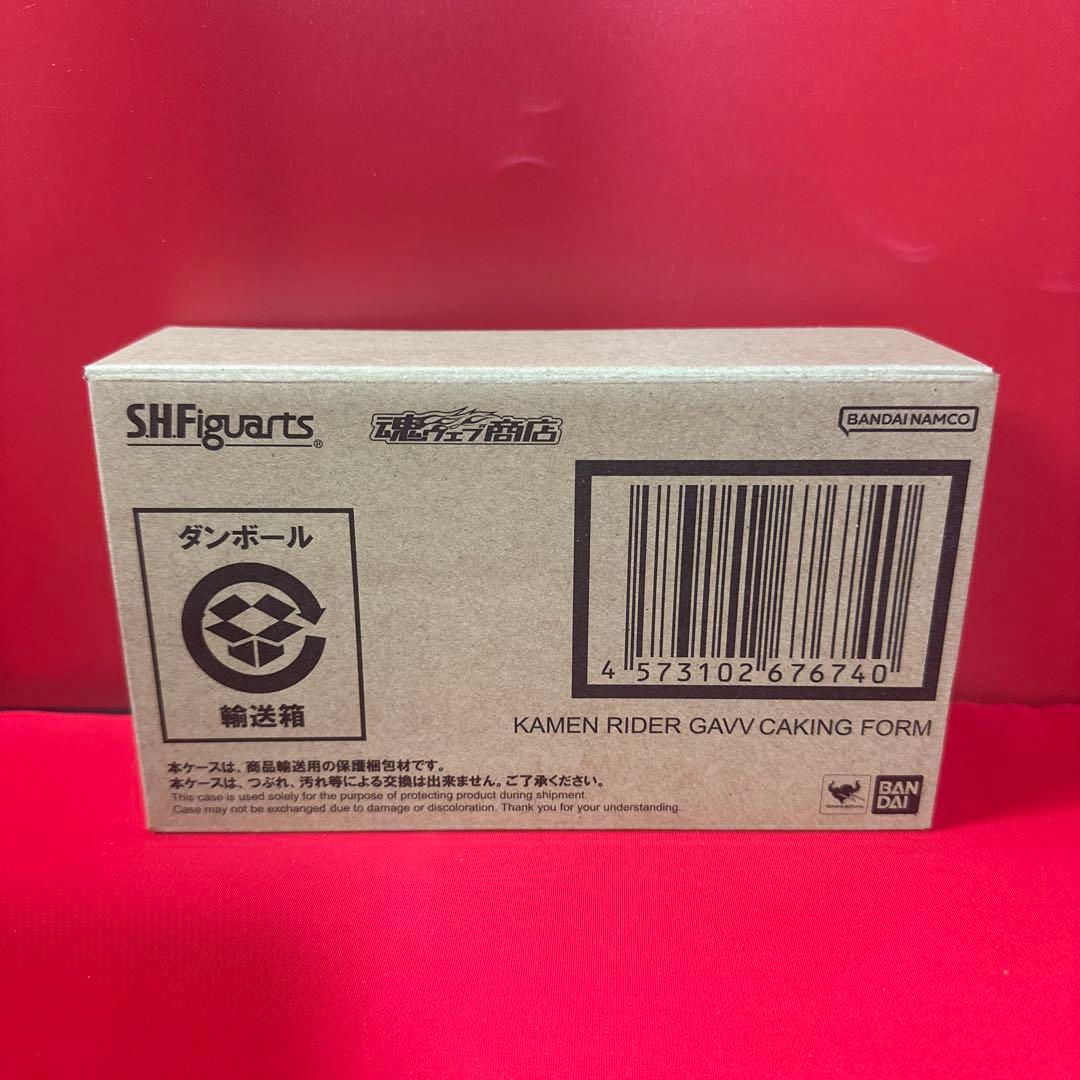 S.H.Figuarts®
魂ウェブ商店
BANDAI NAMCO
ダンボール
輸送箱
4 573102 676740
KAMEN RIDER GAVV CAKING FORM
本ケースは、商品輸送用の保護梱包材です。
本ケースは、つぶれ、汚れ等による交換は出来ません。ご了承ください。
This case is used solely for the purpose of protecting product during shipment.
Case may not be exchanged due to damage or discoloration. Thank you for your understanding.
BAN
DAI